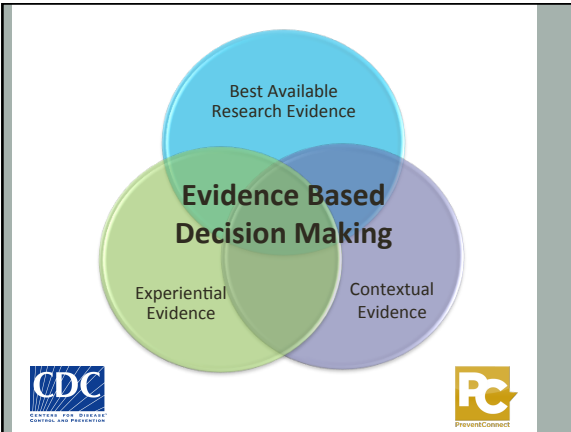 Best Available
Research Evidence
Evidence Based
Decision Making
Experiential
Evidence
Contextual
Evidence
CDC
CENTERS FOR DISEASE
CONTROL AND PREVENTION
PC
PreventConnect